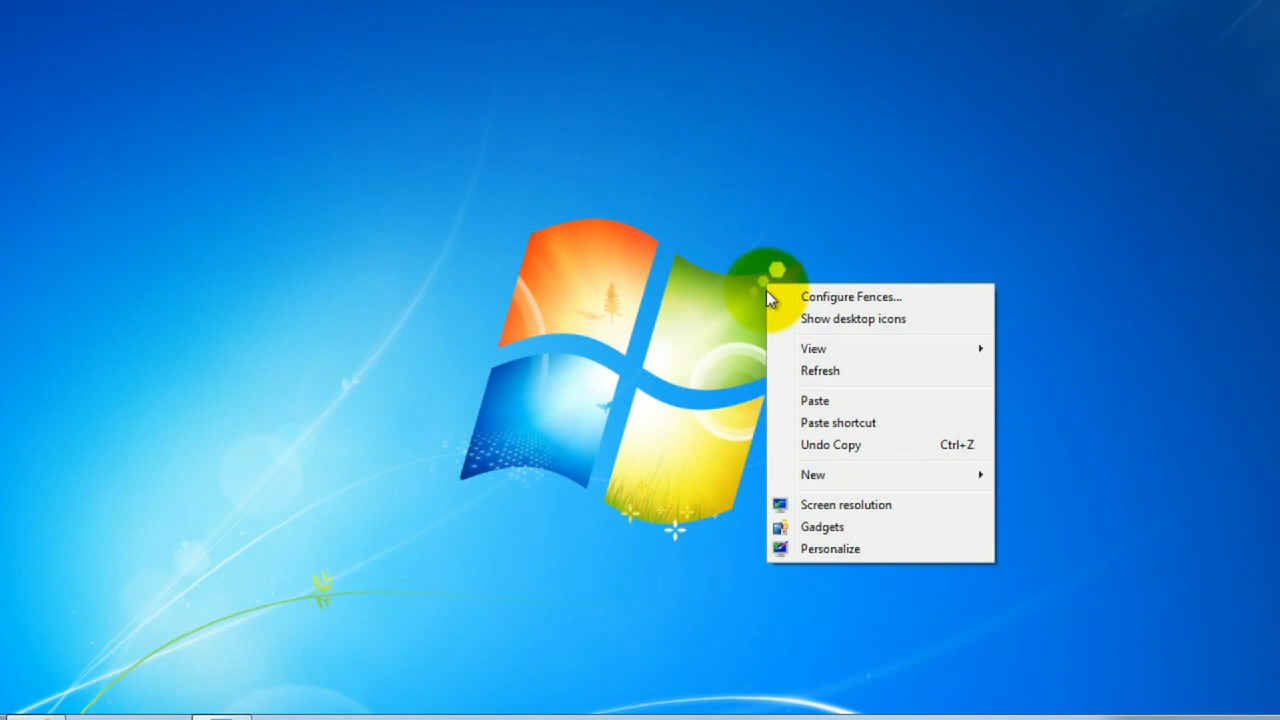 Configure Fences...
Show desktop icons
View
Refresh
Paste
Paste shortcut
Undo Copy Ctrl+Z
New
Screen resolution
Gadgets
Personalize